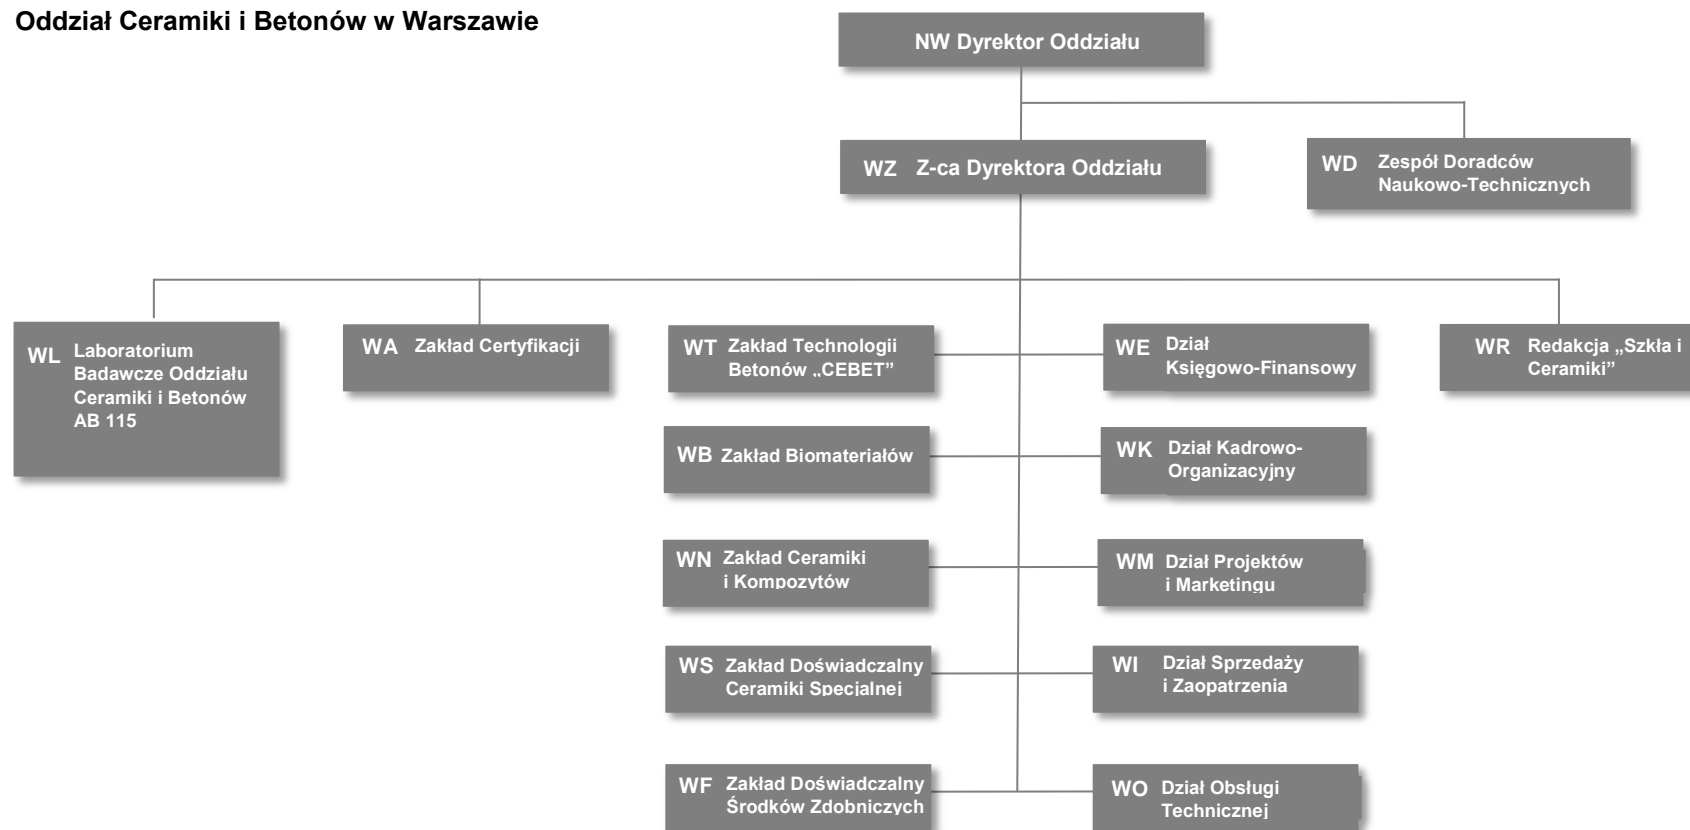 Oddział Ceramiki i Betonów w Warszawie
NW Dyrektor Oddziału
WZ Z-ca Dyrektora Oddziału
WD Zespół Doradców
Naukowo-Technicznych
WL Laboratorium
Badawcze Oddziału
Ceramiki i Betonów
AB 115
WA Zakład Certyfikacji
WT Zakład Technologii
Betonów „CEBET”
WE Dział
Księgowo-Finansowy
WR Redakcja „Szkła i
Ceramiki”
WB Zakład Biomateriałów
WK Dział Kadrowo-
Organizacyjny
WN Zakład Ceramiki
i Kompozytów
WM Dział Projektów
i Marketingu
WS Zakład Doświadczalny
Ceramiki Specjalnej
WI Dział Sprzedaży
i Zaopatrzenia
WF Zakład Doświadczalny
Środków Zdobniczych
WO Dział Obsługi
Technicznej